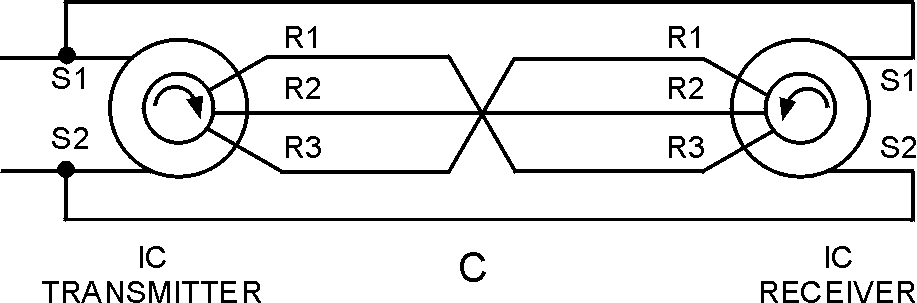 R1
R1
S1
S1
R2
R2
S2
R3
R3
S2
IC
TRANSMITTER
C
IC
RECEIVER